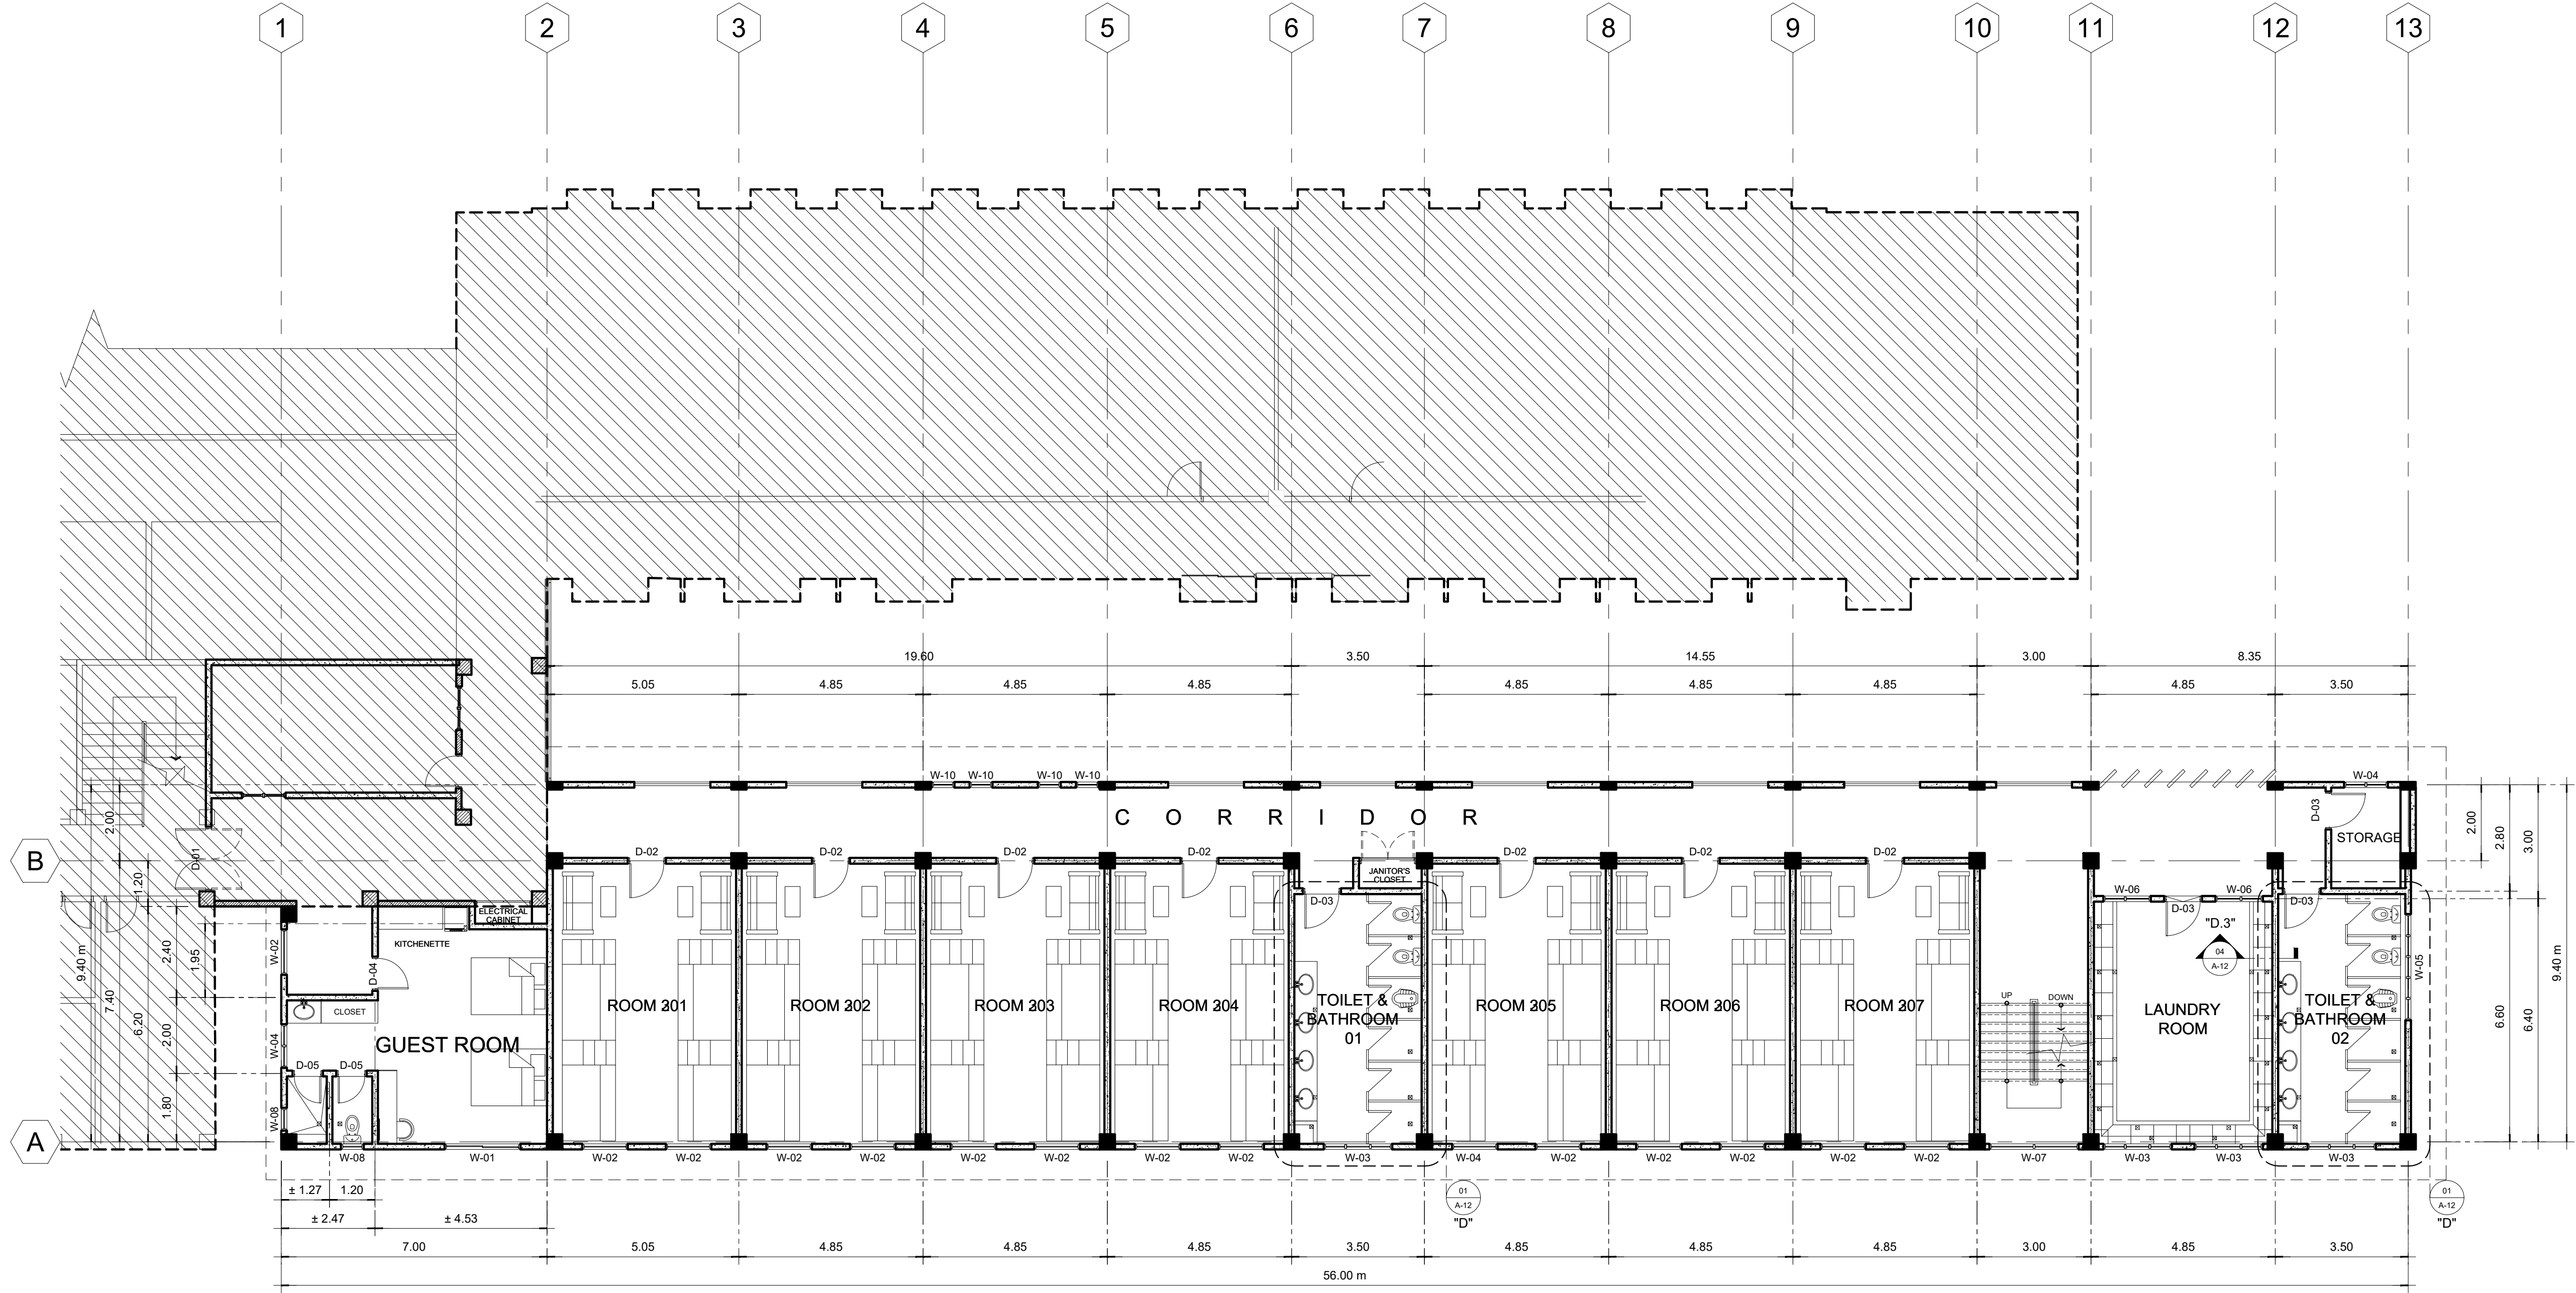 1 2 3 4 5 6 7 8 9 10 11 12 13
19.60 3.50 14.55 3.00 8.35
5.05 4.85 4.85 4.85 4.85 4.85 4.85 4.85 3.50
W-10 W-10 W-10 W-10 W-04
C O R R I D O R
D-03
STORAGE
2.00 2.00 2.80 3.00
B
D-01
D-02 D-02 D-02 D-02 D-02 D-02 D-02
JANITOR'S
CLOSET
1.20
ELECTRICAL
CABINET
D-03 W-06 W-06 D-03 D-03
"D.3"
04
A-12
KITCHENETTE
W-02
D-04
9.40 m 7.40 6.20 2.40 1.95
W-05
9.40 m
6.60 6.40
ROOM 201 ROOM 202 ROOM 203 ROOM 204
TOILET &
BATHROOM
01
ROOM 205 ROOM 206 ROOM 207
UP DOWN
LAUNDRY
ROOM
TOILET &
BATHROOM
02
CLOSET
2.00
W-04
GUEST ROOM
D-05 D-05
1.80
W-08
A
W-08 W-01 W-02 W-02 W-02 W-02 W-02 W-02 W-02 W-02 W-03 W-04 W-02 W-02 W-02 W-02 W-02 W-07 W-03 W-03 W-03
± 1.27 1.20
01
A-12
"D"
01
A-12
"D"
± 2.47 ± 4.53
7.00 5.05 4.85 4.85 4.85 3.50 4.85 4.85 4.85 3.00 4.85 3.50
56.00 m